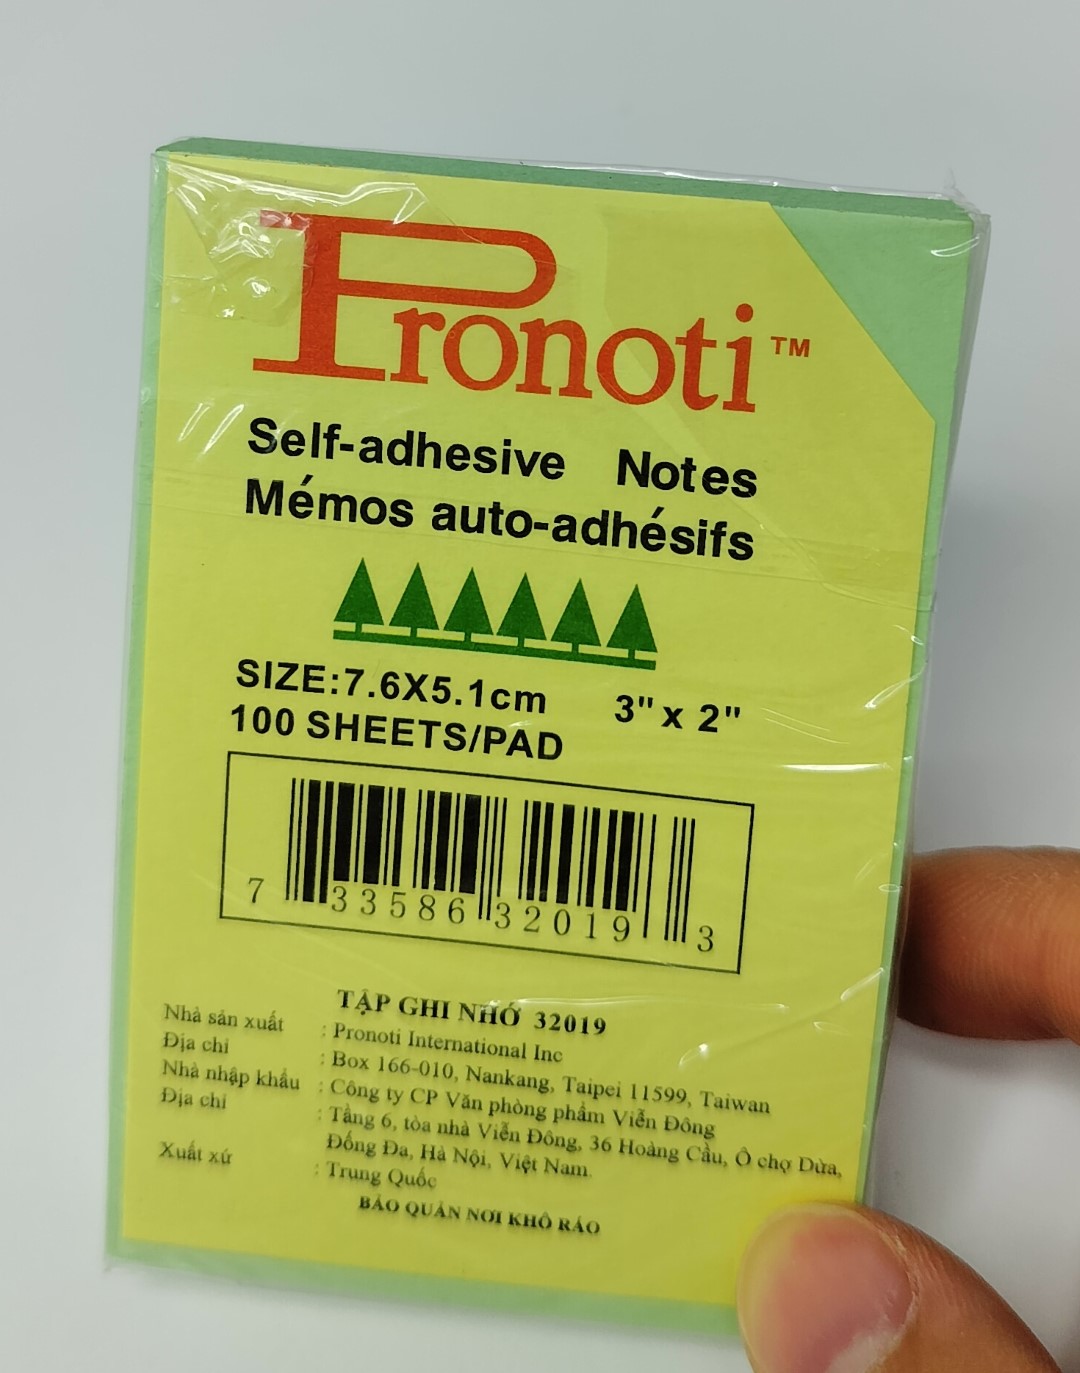 Pronoti™
Self-adhesive Notes
Mémos auto-adhésifs
SIZE:7.6X5.1cm 3" x 2"
100 SHEETS/PAD
7 33586 32019 3
TẬP GHI NHỚ 32019
Nhà sản xuất : Pronoti International Inc
Địa chỉ : Box 166-010, Nankang, Taipei 11599, Taiwan
Nhà nhập khẩu : Công ty CP Văn phòng phẩm Viễn Đông
Địa chỉ : Tầng 6, tòa nhà Viễn Đông, 36 Hoàng Cầu, Ô chợ Dừa,
Đống Đa, Hà Nội, Việt Nam.
Xuất xứ : Trung Quốc
BẢO QUẢN NƠI KHÔ RÁO